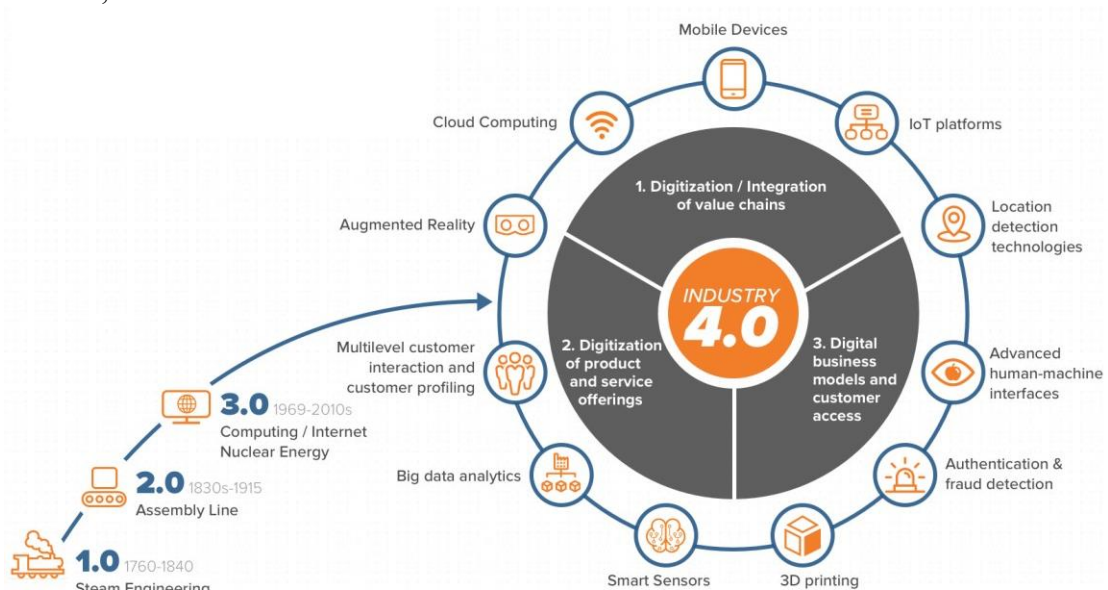 Mobile Devices
Cloud Computing
IoT platforms
1. Digitization / Integration
of value chains
Augmented Reality
Location
detection
technologies
INDUSTRY
4.0
Multilevel customer
interaction and
customer profiling
2. Digitization
of product
and service
offerings
3. Digital
business
models and
customer
access
Advanced
human-machine
interfaces
3.0 1969-2010s
Computing / Internet
Nuclear Energy
Big data analytics
Authentication &
fraud detection
2.0 1830s-1915
Assembly Line
1.0 1760-1840
Steam Engineering
Smart Sensors
3D printing